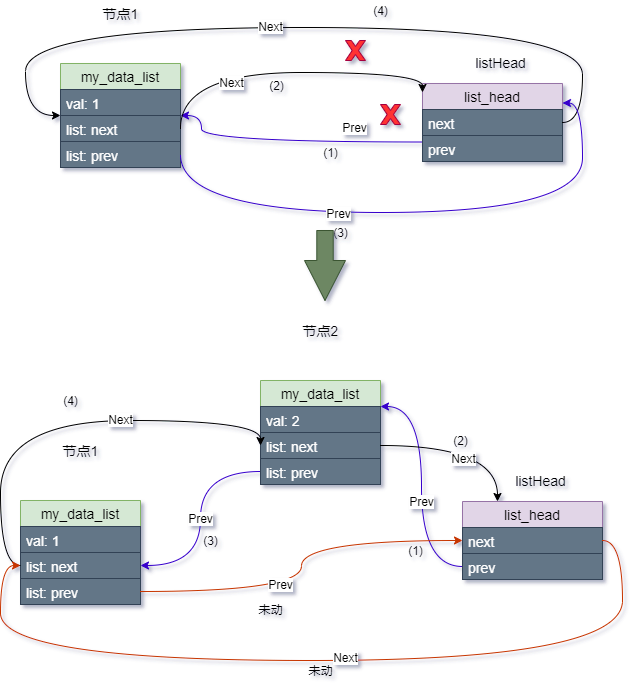 节点1
(4)
Next
X
listHead
my_data_list
Next
(2)
val: 1
list: next
list: prev
X
list_head
next
prev
Prev
(1)
Prev
(3)
节点2
my_data_list
val: 2
list: next
list: prev
(4)
Next
节点1
(2)
Next
listHead
my_data_list
val: 1
list: next
list: prev
Prev
(3)
Prev
(1)
list_head
next
prev
Prev
未动
Next
未动